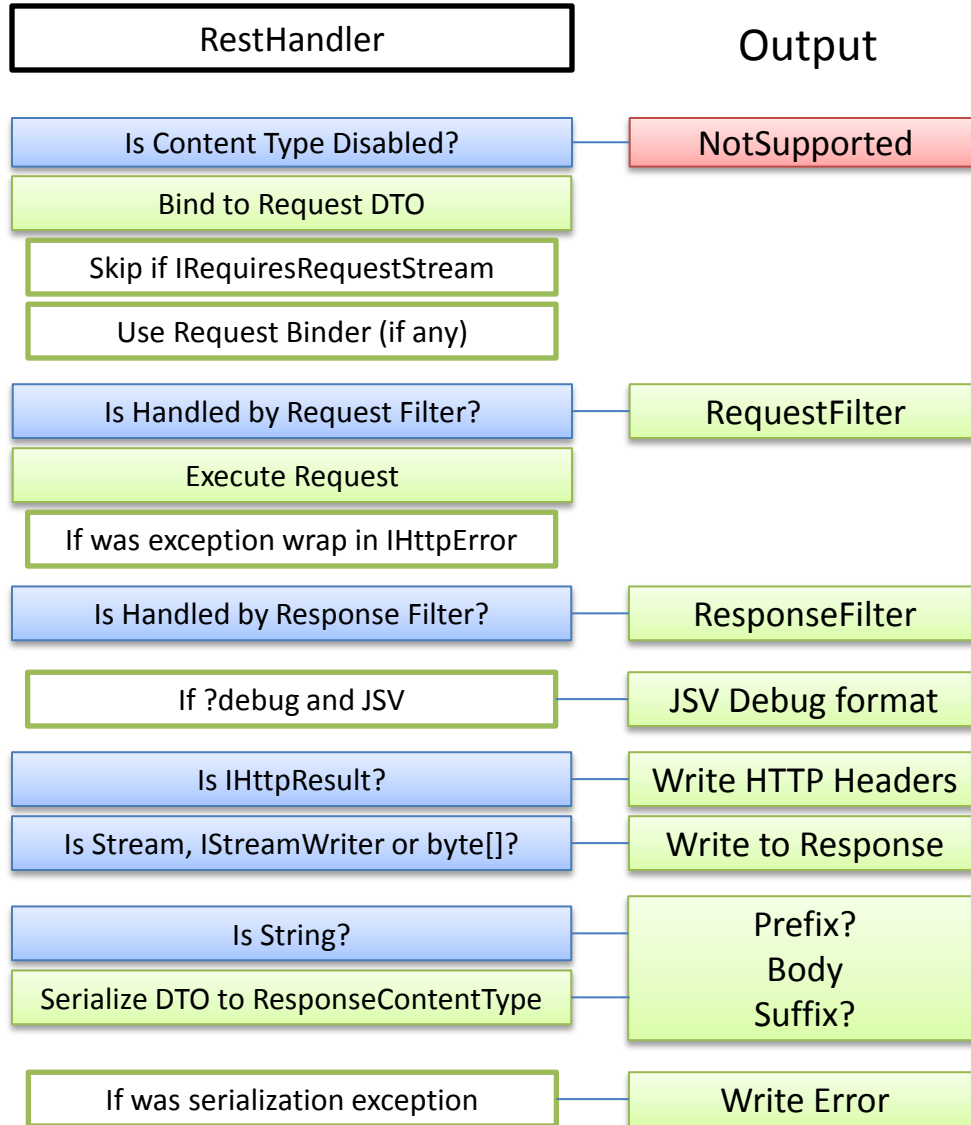 RestHandler
Output
Is Content Type Disabled?
NotSupported
Bind to Request DTO
Skip if IRequiresRequestStream
Use Request Binder (if any)
Is Handled by Request Filter?
RequestFilter
Execute Request
If was exception wrap in IHttpError
Is Handled by Response Filter?
ResponseFilter
If ?debug and JSV
JSV Debug format
Is IHttpResult?
Write HTTP Headers
Is Stream, IStreamWriter or byte[]?
Write to Response
Is String?
Serialize DTO to ResponseContentType
Prefix?
Body
Suffix?
If was serialization exception
Write Error